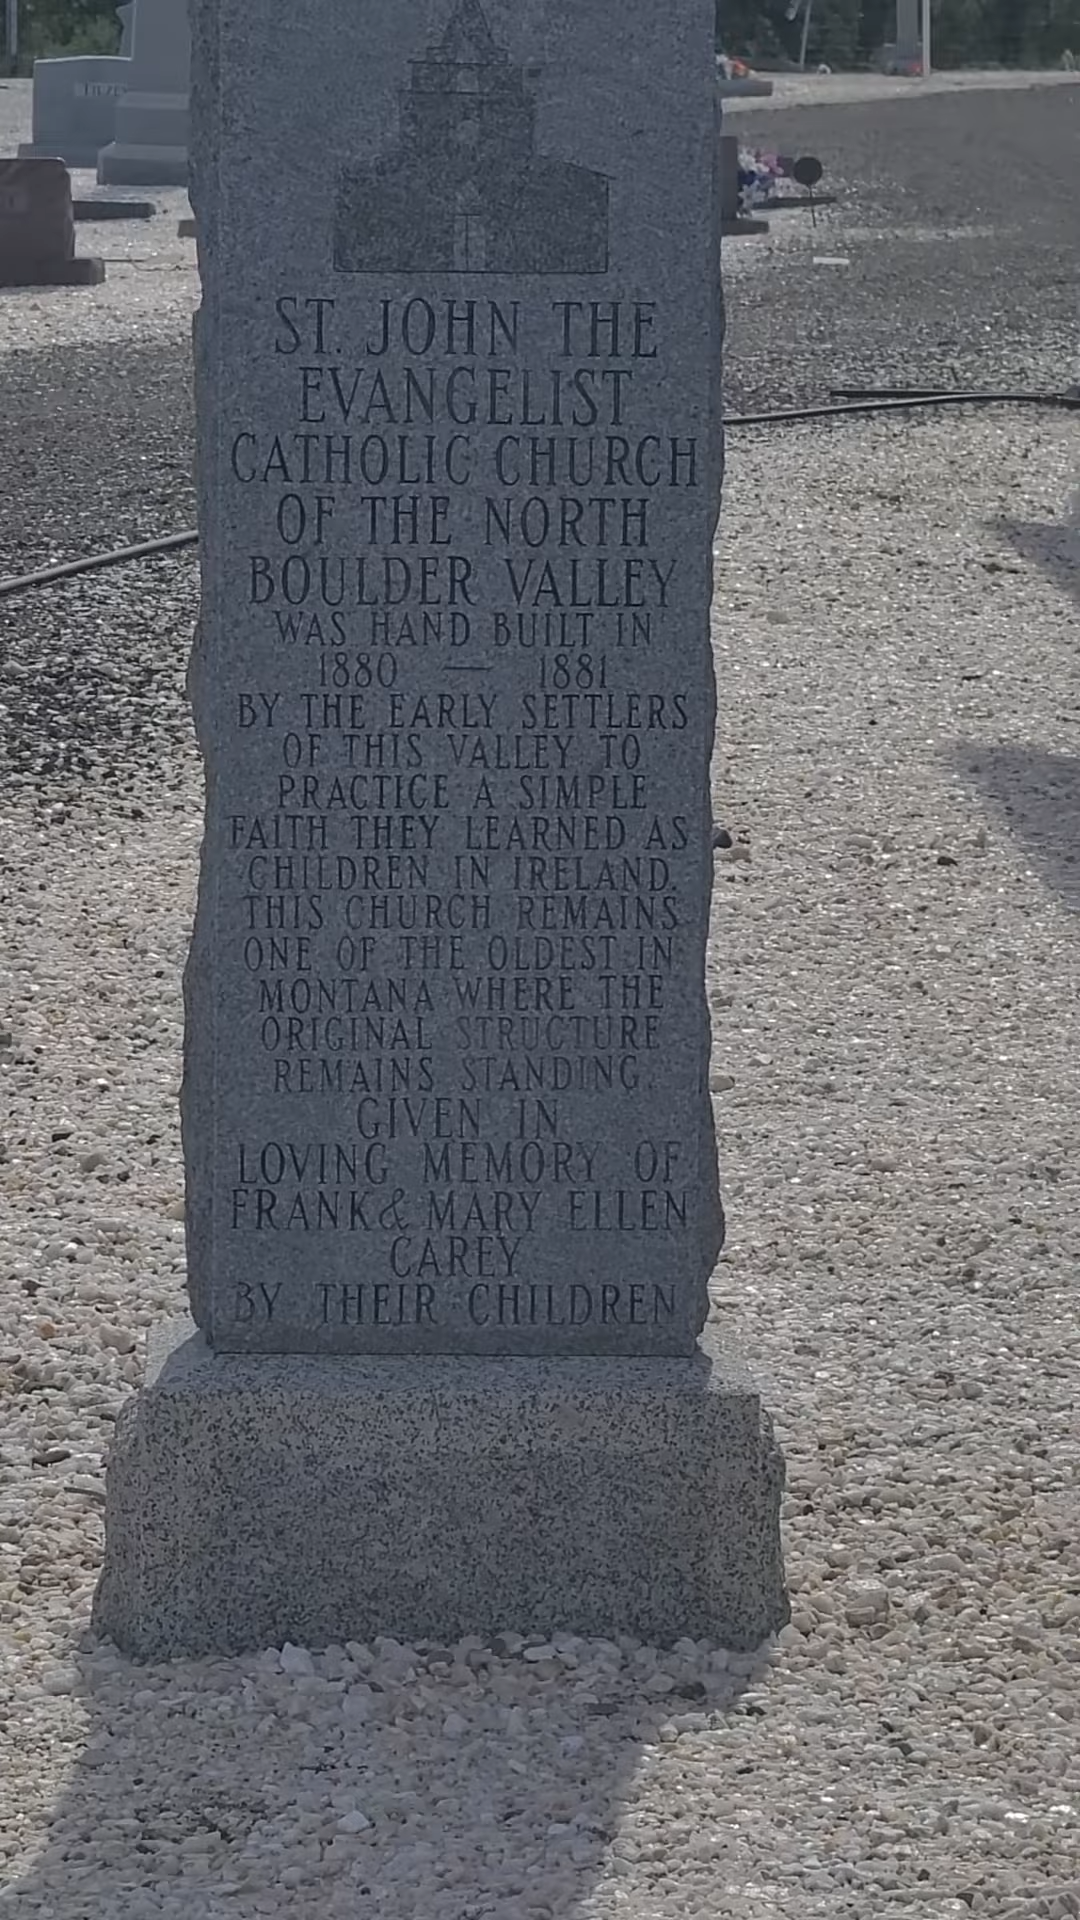 ST. JOHN THE
EVANGELIST
CATHOLIC CHURCH
OF THE NORTH
BOULDER VALLEY
WAS HAND BUILT IN
1880 — 1881
BY THE EARLY SETTLERS
OF THIS VALLEY TO
PRACTICE A SIMPLE
FAITH THEY LEARNED AS
CHILDREN IN IRELAND.
THIS CHURCH REMAINS
ONE OF THE OLDEST IN
MONTANA WHERE THE
ORIGINAL STRUCTURE
REMAINS STANDING.
GIVEN IN
LOVING MEMORY OF
FRANK & MARY ELLEN
CAREY
BY THEIR CHILDREN